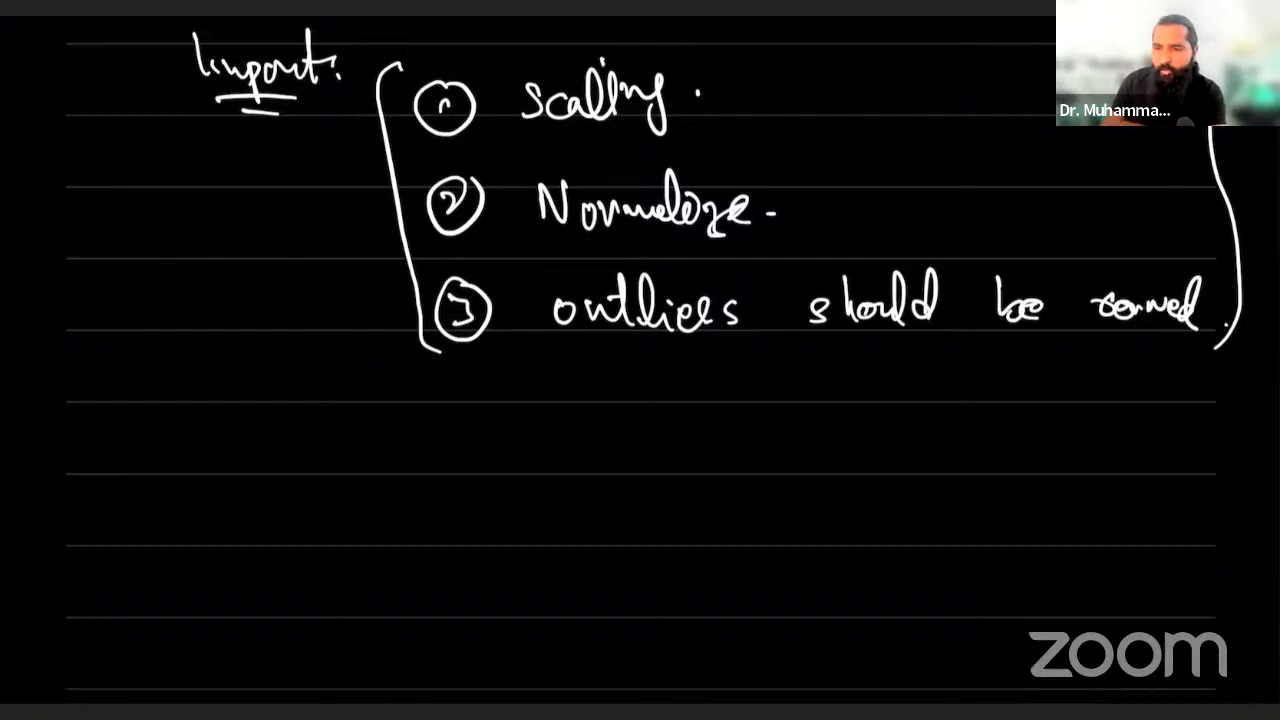 Import:
① Scaling.
Dr. Muhamma...
② Normalize.
③ outliers should be removed.
zoom